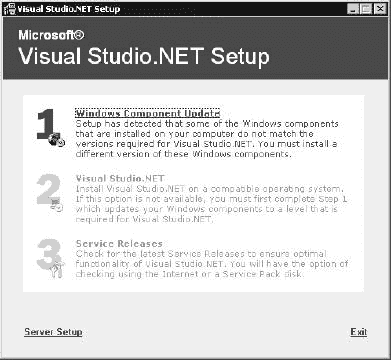 Visual Studio.NET Setup
Microsoft®
Visual Studio.NET Setup
1
Windows Component Update
Setup has detected that some of the Windows components
that are installed on your computer do not match the
versions required for Visual Studio.NET. You must install a
different version of these Windows components.
2
Visual Studio.NET
Install Visual Studio.NET on a compatible operating system.
If this option is not available, you must first complete Step 1
which updates your Windows components to a level that is
required for Visual Studio.NET.
3
Service Releases
Check for the latest Service Releases to ensure optimal
functionality of Visual Studio.NET. You will have the option of
checking using the Internet or a Service Pack disk.
Server Setup
Exit